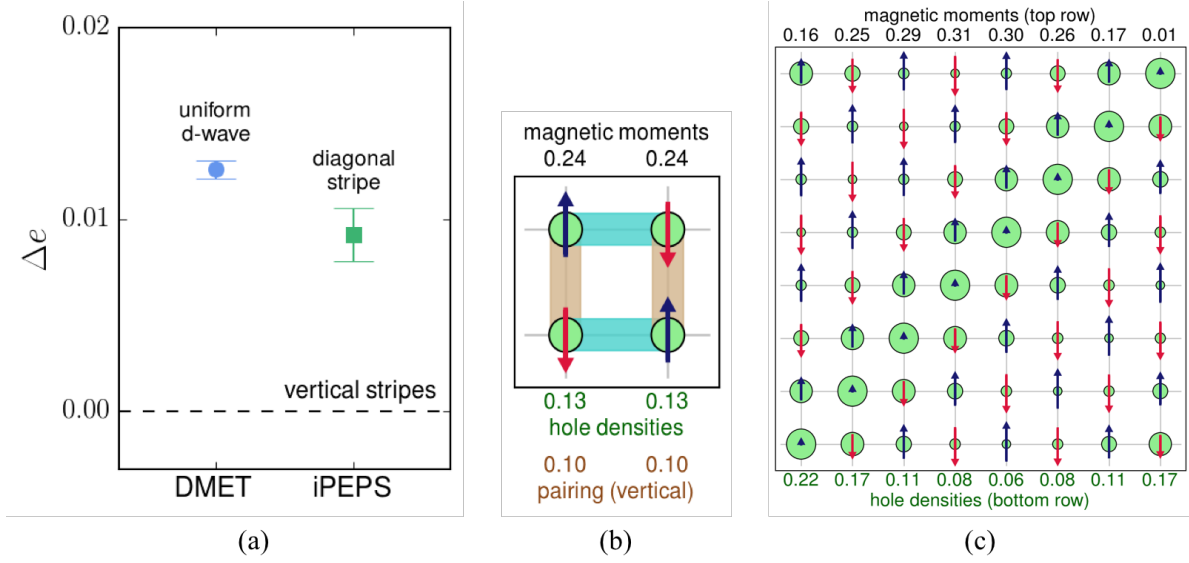 0.02
0.01
0.00
Δe
uniform
d-wave
diagonal
stripe
vertical stripes
DMET iPEPS
(a)
magnetic moments
0.24 0.24
0.13 0.13
hole densities
0.10 0.10
pairing (vertical)
(b)
magnetic moments (top row)
0.16 0.25 0.29 0.31 0.30 0.26 0.17 0.01
0.22 0.17 0.11 0.08 0.06 0.08 0.11 0.17
hole densities (bottom row)
(c)